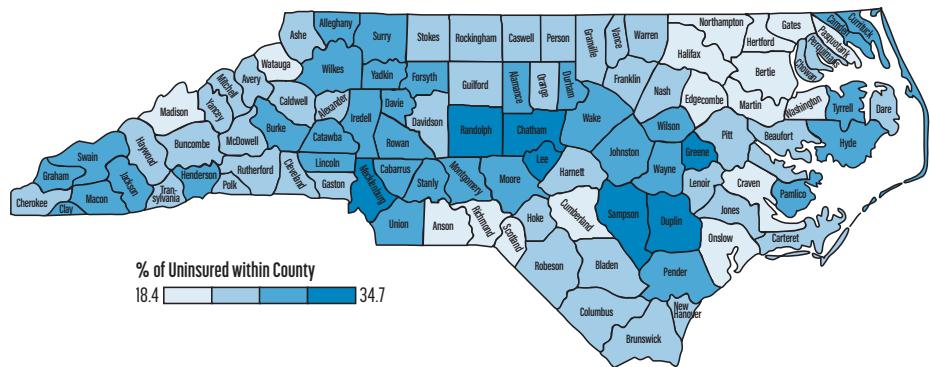 Ashe
Alleghany
Surry
Stokes
Rockingham
Caswell
Person
Granville
Vance
Warren
Northampton
Gates
Camden
Currituck
Pasquotank
Perquimans
Chowan
Hertford
Halifax
Bertie
Watauga
Wilkes
Yadkin
Forsyth
Guilford
Alamance
Orange
Durham
Franklin
Nash
Edgecombe
Martin
Washington
Tyrrell
Dare
Mitchell
Avery
Caldwell
Alexander
Iredell
Davie
Davidson
Randolph
Chatham
Wake
Wilson
Pitt
Beaufort
Hyde
Madison
Yancey
Burke
Catawba
Rowan
Lee
Johnston
Wayne
Greene
Haywood
Buncombe
McDowell
Lincoln
Cabarrus
Stanly
Montgomery
Moore
Harnett
Lenoir
Craven
Pamlico
Swain
Graham
Jackson
Henderson
Rutherford
Cleveland
Polk
Gaston
Mecklenburg
Cherokee
Clay
Macon
Tran-
sylvania
Union
Anson
Richmond
Scotland
Hoke
Cumberland
Sampson
Duplin
Jones
Onslow
Carteret
Robeson
Bladen
Pender
Columbus
New
Hanover
Brunswick
% of Uninsured within County
18.4 34.7